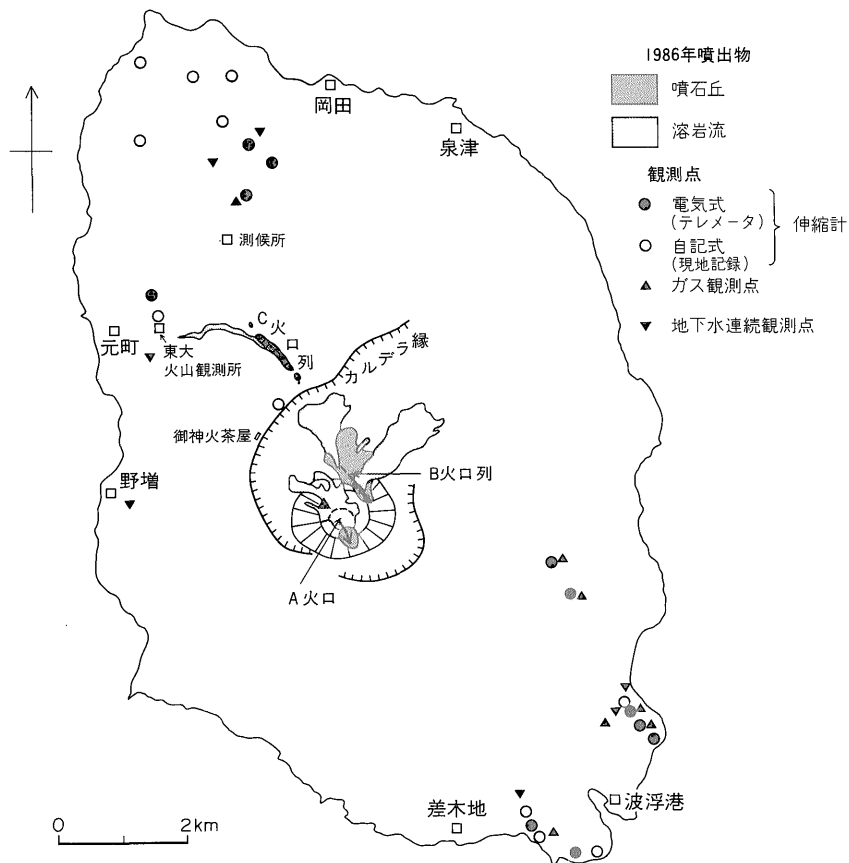 1986年噴出物
噴石丘
溶岩流
観測点
電気式
(テレメータ)
自記式
(現地記録)
伸縮計
ガス観測点
地下水連続観測点
岡田
泉津
測候所
元町
東大
火山観測所
C火口列
カルデラ縁
御神火茶屋
B火口列
野増
A火口
差木地
波浮港
0 2km